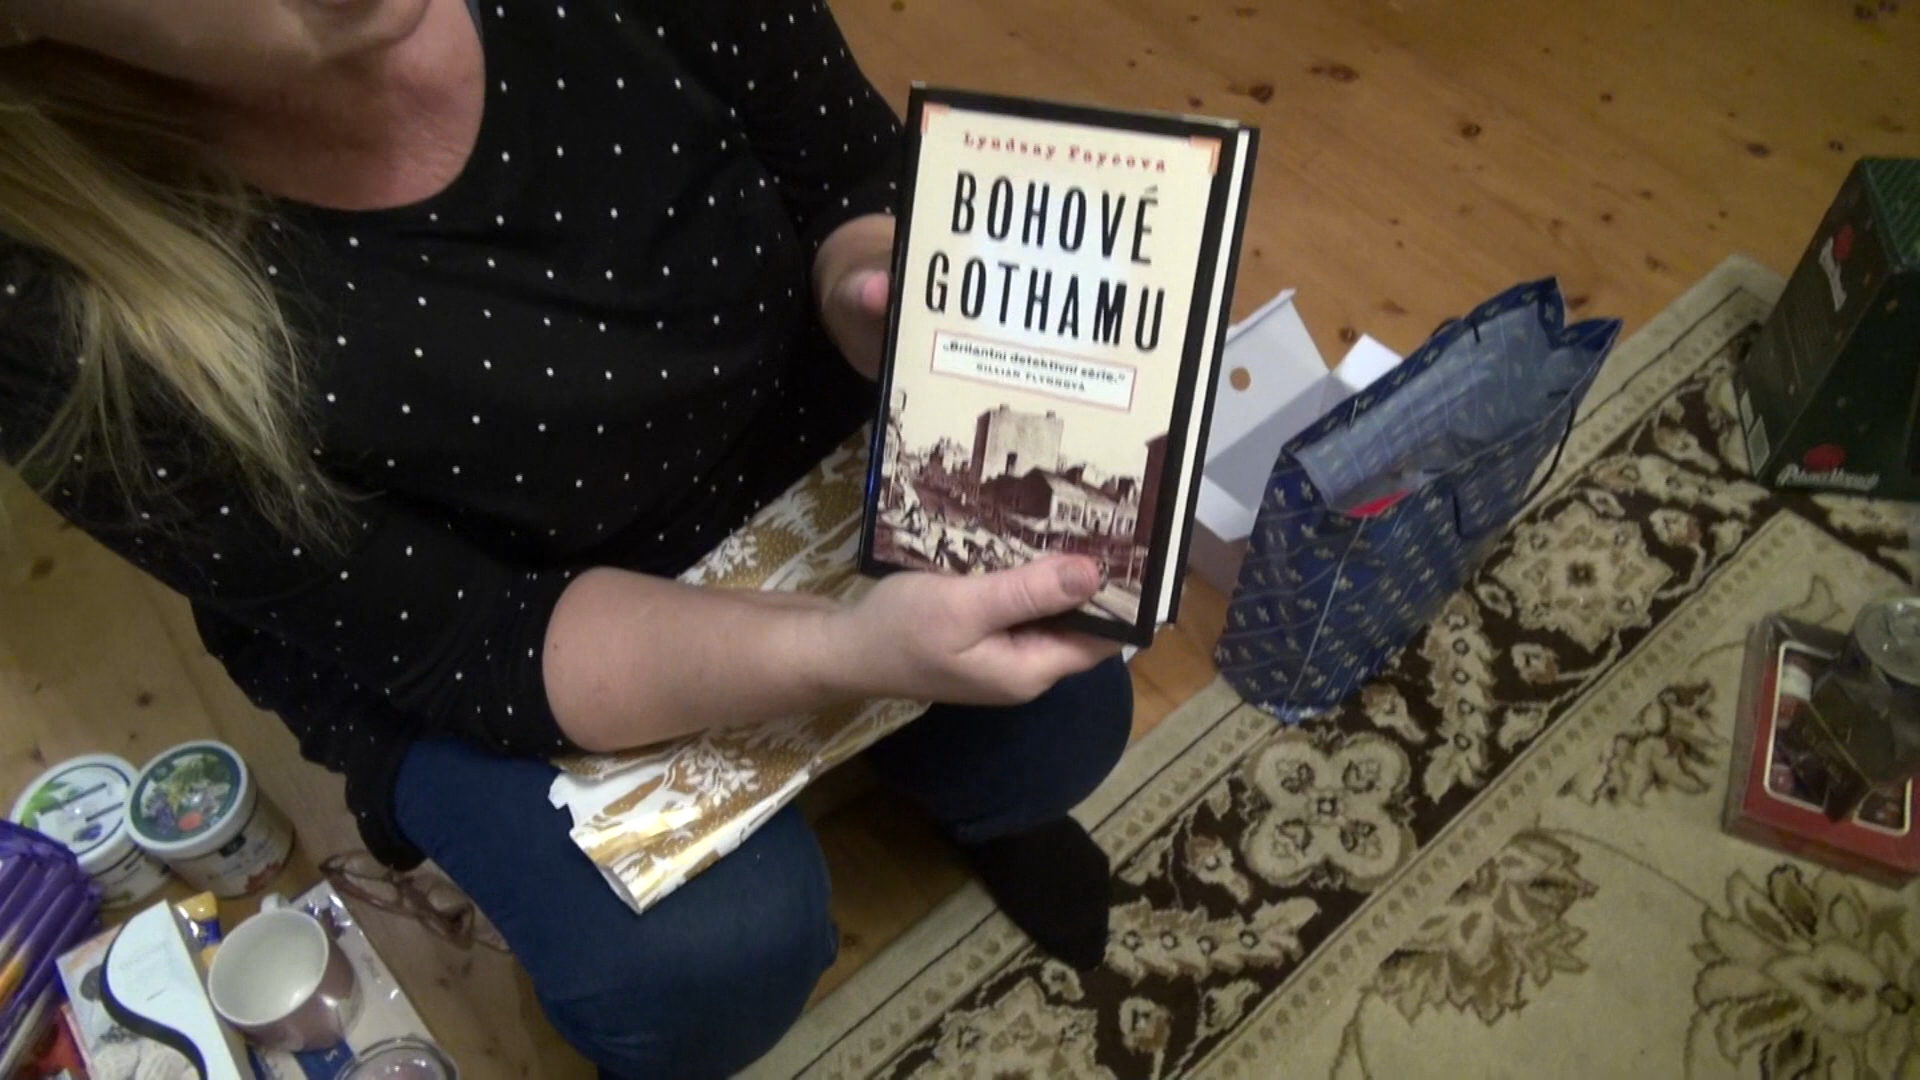 Lyndsay Fayeová
BOHOVÉ
GOTHAMU
„Brilantní detektivní série.“
GILLIAN FLYNNOVÁ